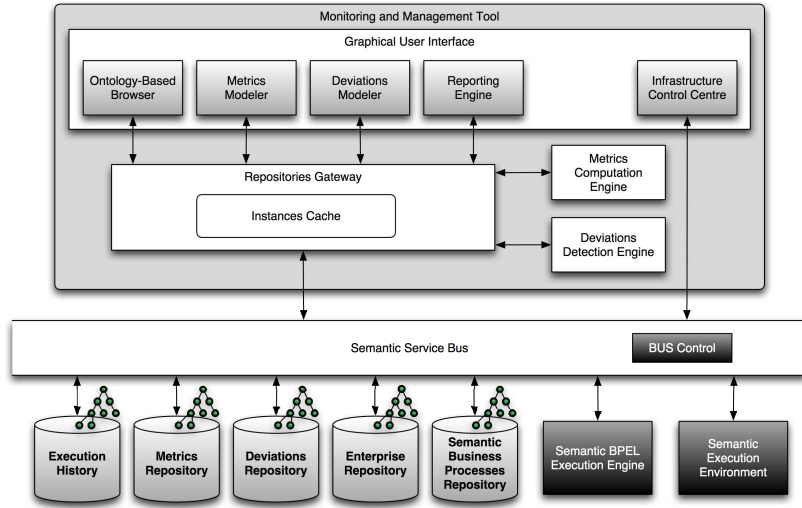 Monitoring and Management Tool
Graphical User Interface
Ontology-Based
Browser
Metrics
Modeler
Deviations
Modeler
Reporting
Engine
Infrastructure
Control Centre
Repositories Gateway
Instances Cache
Metrics
Computation
Engine
Deviations
Detection Engine
Semantic Service Bus
BUS Control
Execution
History
Metrics
Repository
Deviations
Repository
Enterprise
Repository
Semantic
Business
Processes
Repository
Semantic BPEL
Execution Engine
Semantic
Execution
Environment